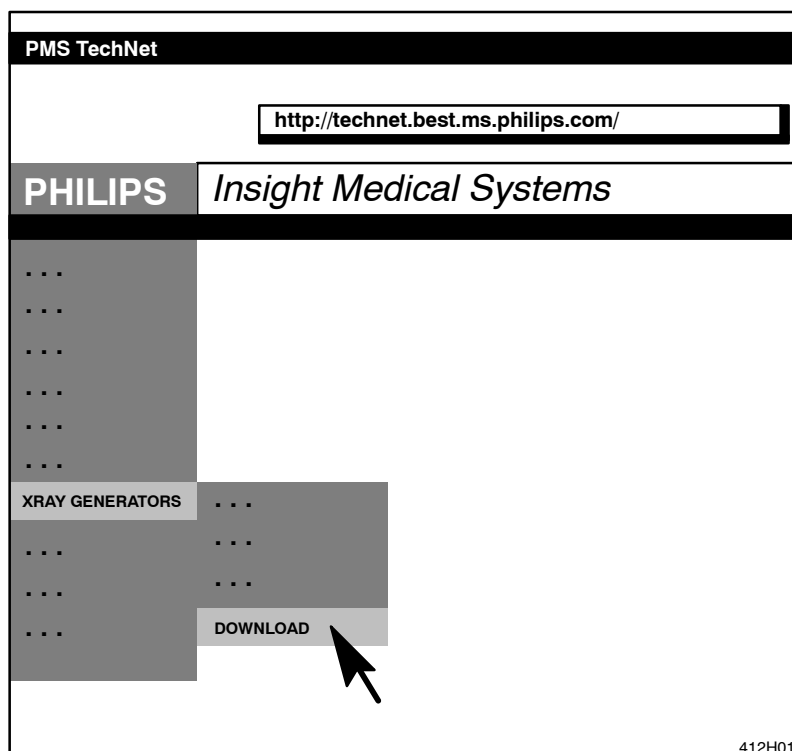 PMS TechNet
http://technet.best.ms.philips.com/
PHILIPS
Insight Medical Systems
. . .
. . .
. . .
. . .
. . .
. . .
XRAY GENERATORS
. . .
. . .
. . .
. . .
. . .
. . .
DOWNLOAD
412H01